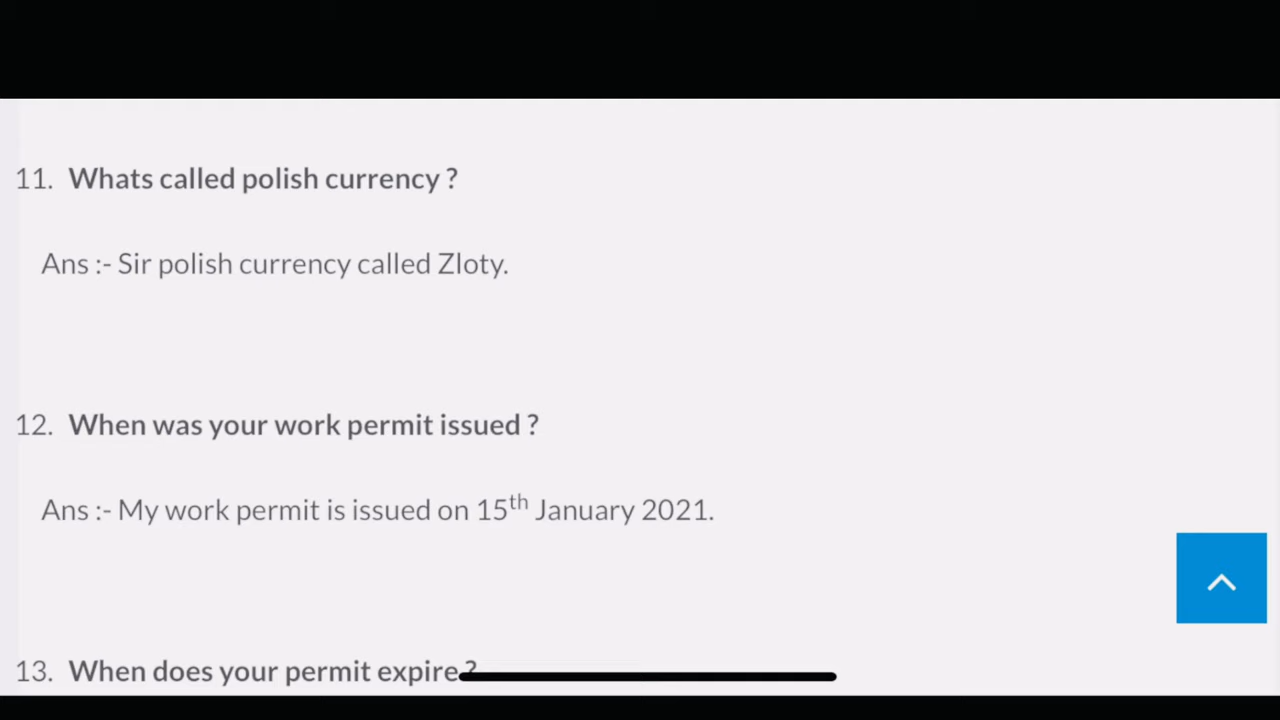 11. Whats called polish currency ?
Ans :- Sir polish currency called Zloty.
12. When was your work permit issued ?
Ans :- My work permit is issued on 15th January 2021.
13. When does your permit expire ?